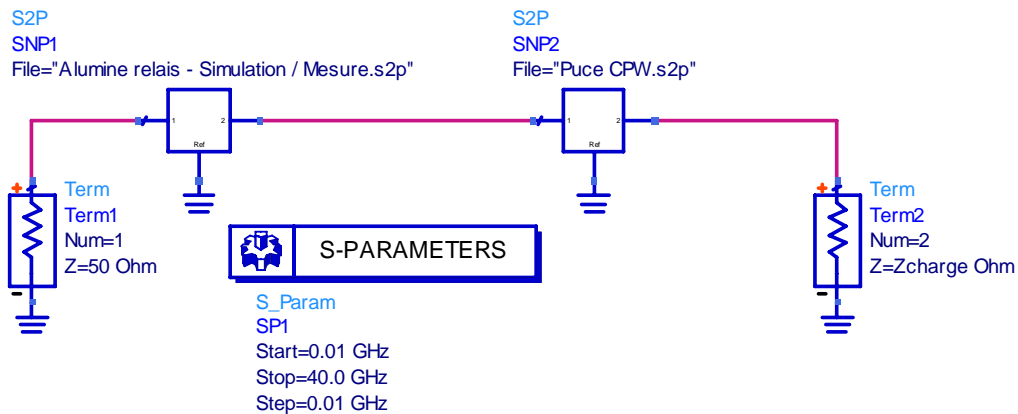 S2P
SNP1
File="Alumine relais - Simulation / Mesure.s2p"
S2P
SNP2
File="Puce CPW.s2p"
1
2
Ref
1
2
Ref
+
Term
Term1
Num=1
Z=50 Ohm
-
S-PARAMETERS
S_Param
SP1
Start=0.01 GHz
Stop=40.0 GHz
Step=0.01 GHz
+
Term
Term2
Num=2
Z=Zcharge Ohm
-